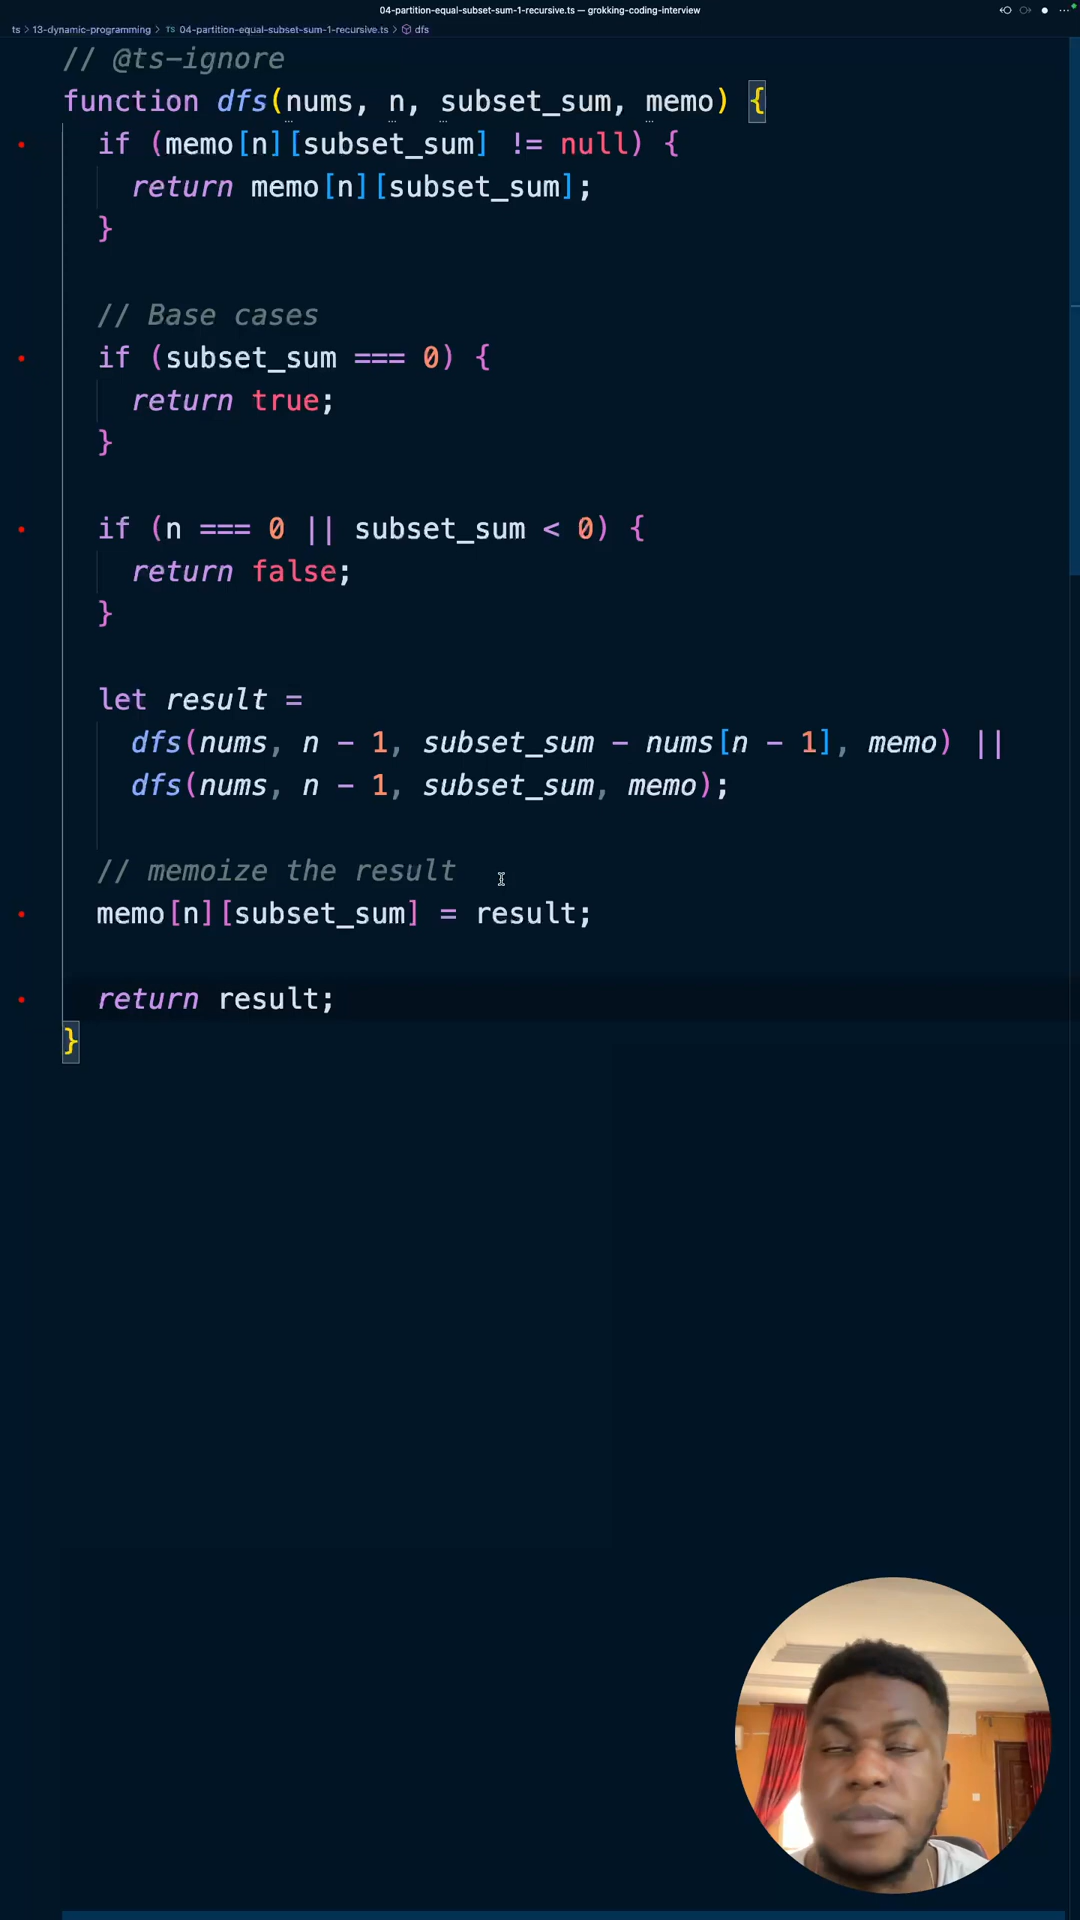 04-partition-equal-subset-sum-1-recursive.ts — grokking-coding-interview
ts > 13-dynamic-programming > TS 04-partition-equal-subset-sum-1-recursive.ts > dfs
// @ts-ignore
function dfs(nums, n, subset_sum, memo) {
if (memo[n][subset_sum] != null) {
return memo[n][subset_sum];
}
// Base cases
if (subset_sum === 0) {
return true;
}
if (n === 0 || subset_sum < 0) {
return false;
}
let result =
dfs(nums, n - 1, subset_sum - nums[n - 1], memo) ||
dfs(nums, n - 1, subset_sum, memo);
// memoize the result
memo[n][subset_sum] = result;
return result;
}